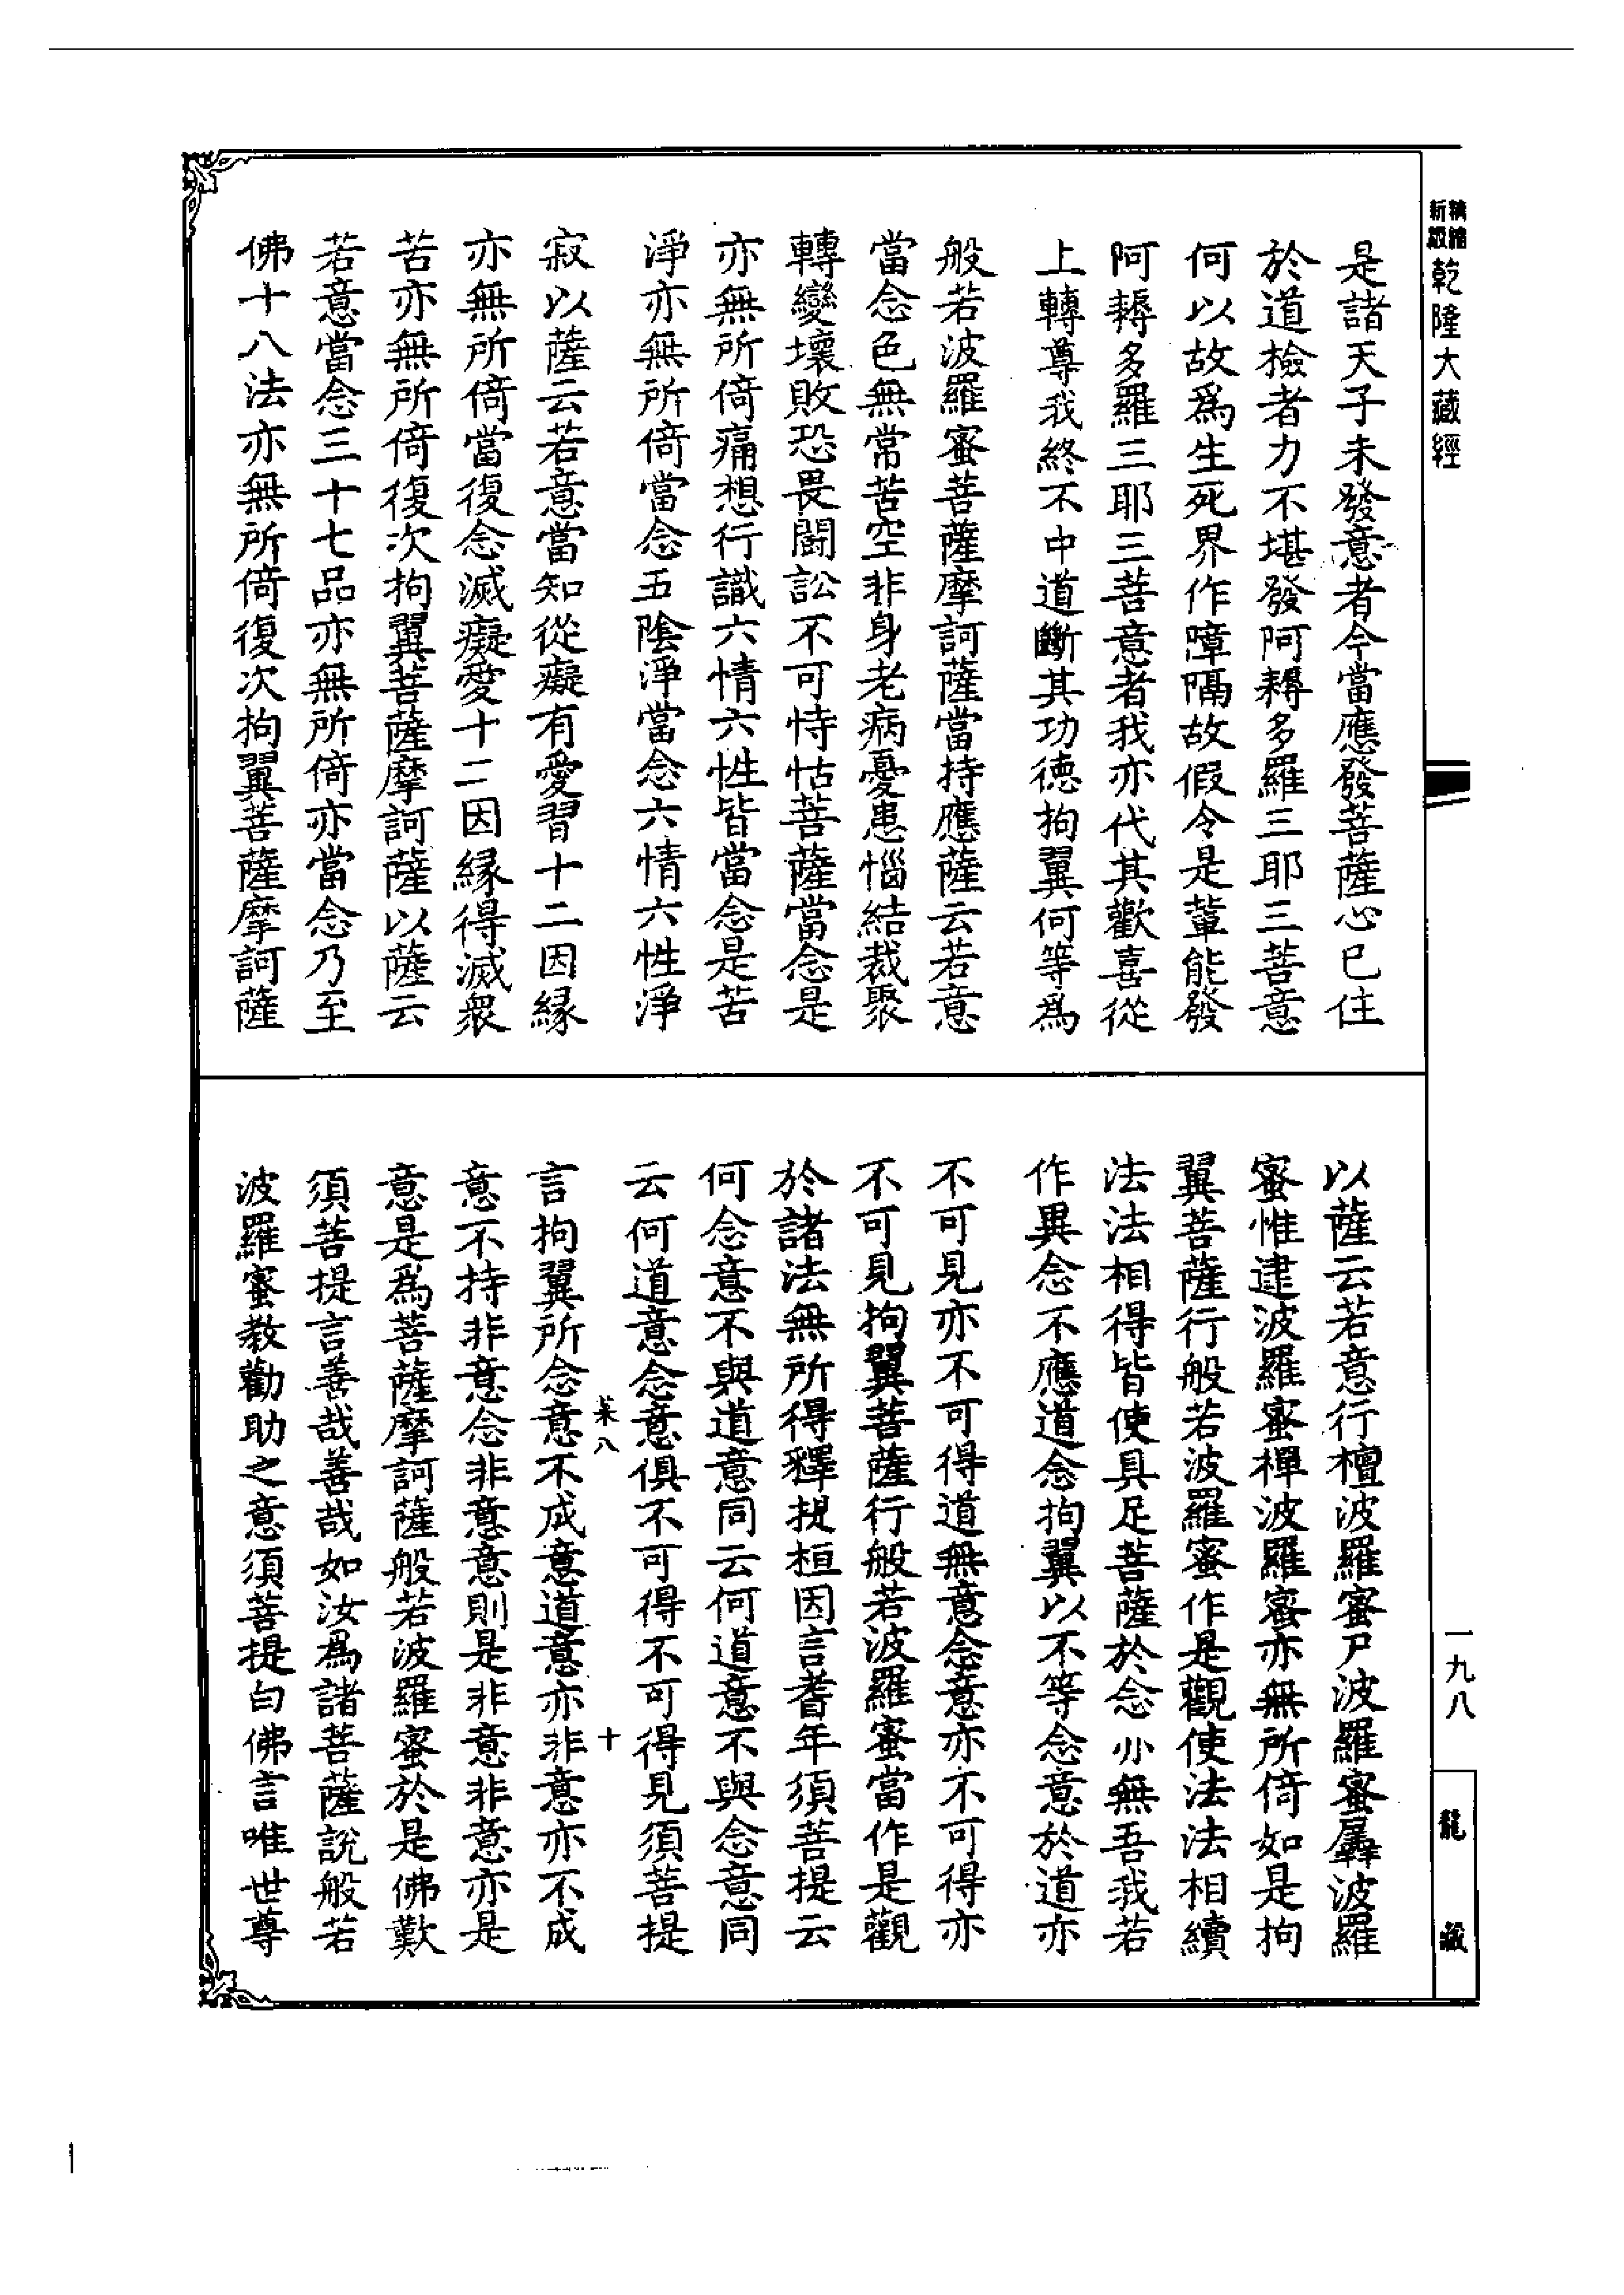 精縮
新級
乾隆大藏經
是諸天子未發意者今當應發菩薩心已住
於道檢者力不堪發阿耨多羅三耶三菩意
何以故爲生死界作障隔故假令是輩能發
阿耨多羅三耶三菩意者我亦代其歡喜從
上轉尊我終不中道斷其功德拘翼何等爲
般若波羅蜜菩薩摩訶薩當持應薩云若意
當念色無常苦空非身老病憂患惱結裁聚
轉變壞敗恐畏鬪訟不可恃怙菩薩當念是
亦無所倚痛想行識六情六性皆當念是苦
淨亦無所倚當念五陰淨當念六情六性淨
寂以薩云若意當知從癡有愛習十二因緣
亦無所倚當復念滅癡愛十二因緣得滅衆
苦亦無所倚復次拘翼菩薩摩訶薩以薩云
若意當念三十七品亦無所倚亦當念乃至
佛十八法亦無所倚復次拘翼菩薩摩訶薩
以薩云若意行檀波羅蜜尸波羅蜜羼波羅
蜜惟逮波羅蜜禪波羅蜜亦無所倚如是拘
翼菩薩行般若波羅蜜作是觀使法法相續
法法相得皆使具足菩薩於念亦無吾我若
作異念不應道念拘翼以不等念意於道亦
不可見亦不可得道無意念意亦不可得亦
不可見拘翼菩薩行般若波羅蜜當作是觀
於諸法無所得釋提桓因言耆年須菩提云
何念意不與道意同云何道意不與念意同
云何道意念意俱不可得不可得見須菩提
菜八
十
言拘翼所念意不成意道意亦非意亦不成
意不持非意念非意意則是非意非意亦是
意是爲菩薩摩訶薩般若波羅蜜於是佛歎
須菩提言善哉善哉如汝爲諸菩薩說般若
波羅蜜教勸助之意須菩提白佛言唯世尊
一九八
龍藏